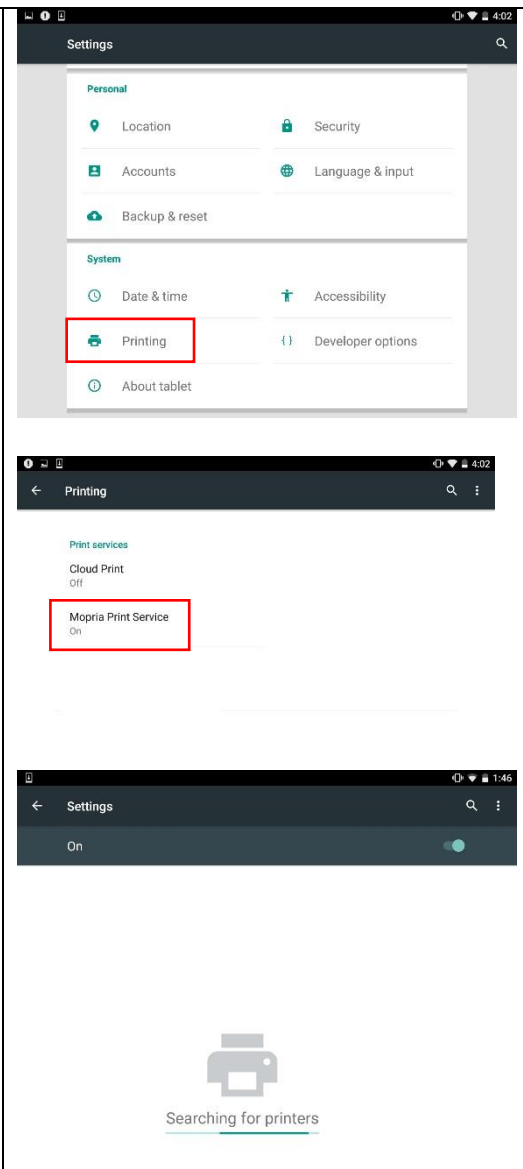 4:02
Settings
Personal
Location Security
Accounts Language & input
Backup & reset
System
Date & time Accessibility
Printing { } Developer options
About tablet
4:02
Printing
Print services
Cloud Print
Off
Mopria Print Service
On
1:46
Settings
On
Searching for printers